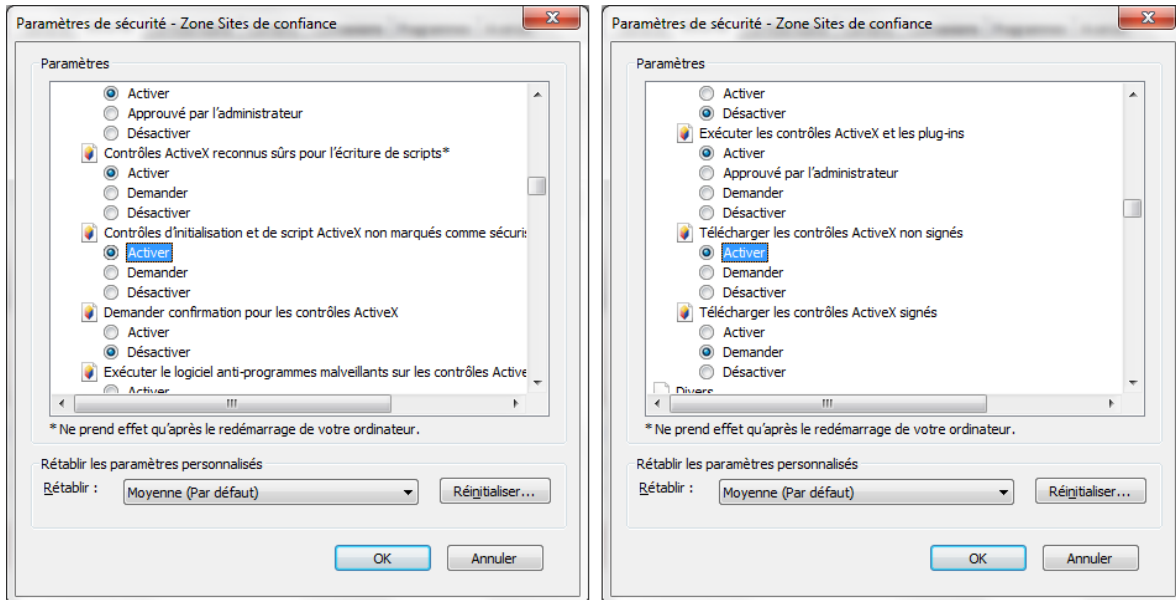 Paramètres de sécurité - Zone Sites de confiance
Paramètres
Activer
Approuvé par l'administrateur
Désactiver
Contrôles ActiveX reconnus sûrs pour l'écriture de scripts*
Activer
Demander
Désactiver
Contrôles d'initialisation et de script ActiveX non marqués comme sécuris
Activer
Demander
Désactiver
Demander confirmation pour les contrôles ActiveX
Activer
Désactiver
Exécuter le logiciel anti-programmes malveillants sur les contrôles Active
Activer
* Ne prend effet qu'après le redémarrage de votre ordinateur.
Rétablir les paramètres personnalisés
Rétablir :
Moyenne (Par défaut)
Réinitialiser...
OK
Annuler
Paramètres de sécurité - Zone Sites de confiance
Paramètres
Activer
Désactiver
Exécuter les contrôles ActiveX et les plug-ins
Activer
Approuvé par l'administrateur
Demander
Désactiver
Télécharger les contrôles ActiveX non signés
Activer
Demander
Désactiver
Télécharger les contrôles ActiveX signés
Activer
Demander
Désactiver
Divers
* Ne prend effet qu'après le redémarrage de votre ordinateur.
Rétablir les paramètres personnalisés
Rétablir :
Moyenne (Par défaut)
Réinitialiser...
OK
Annuler